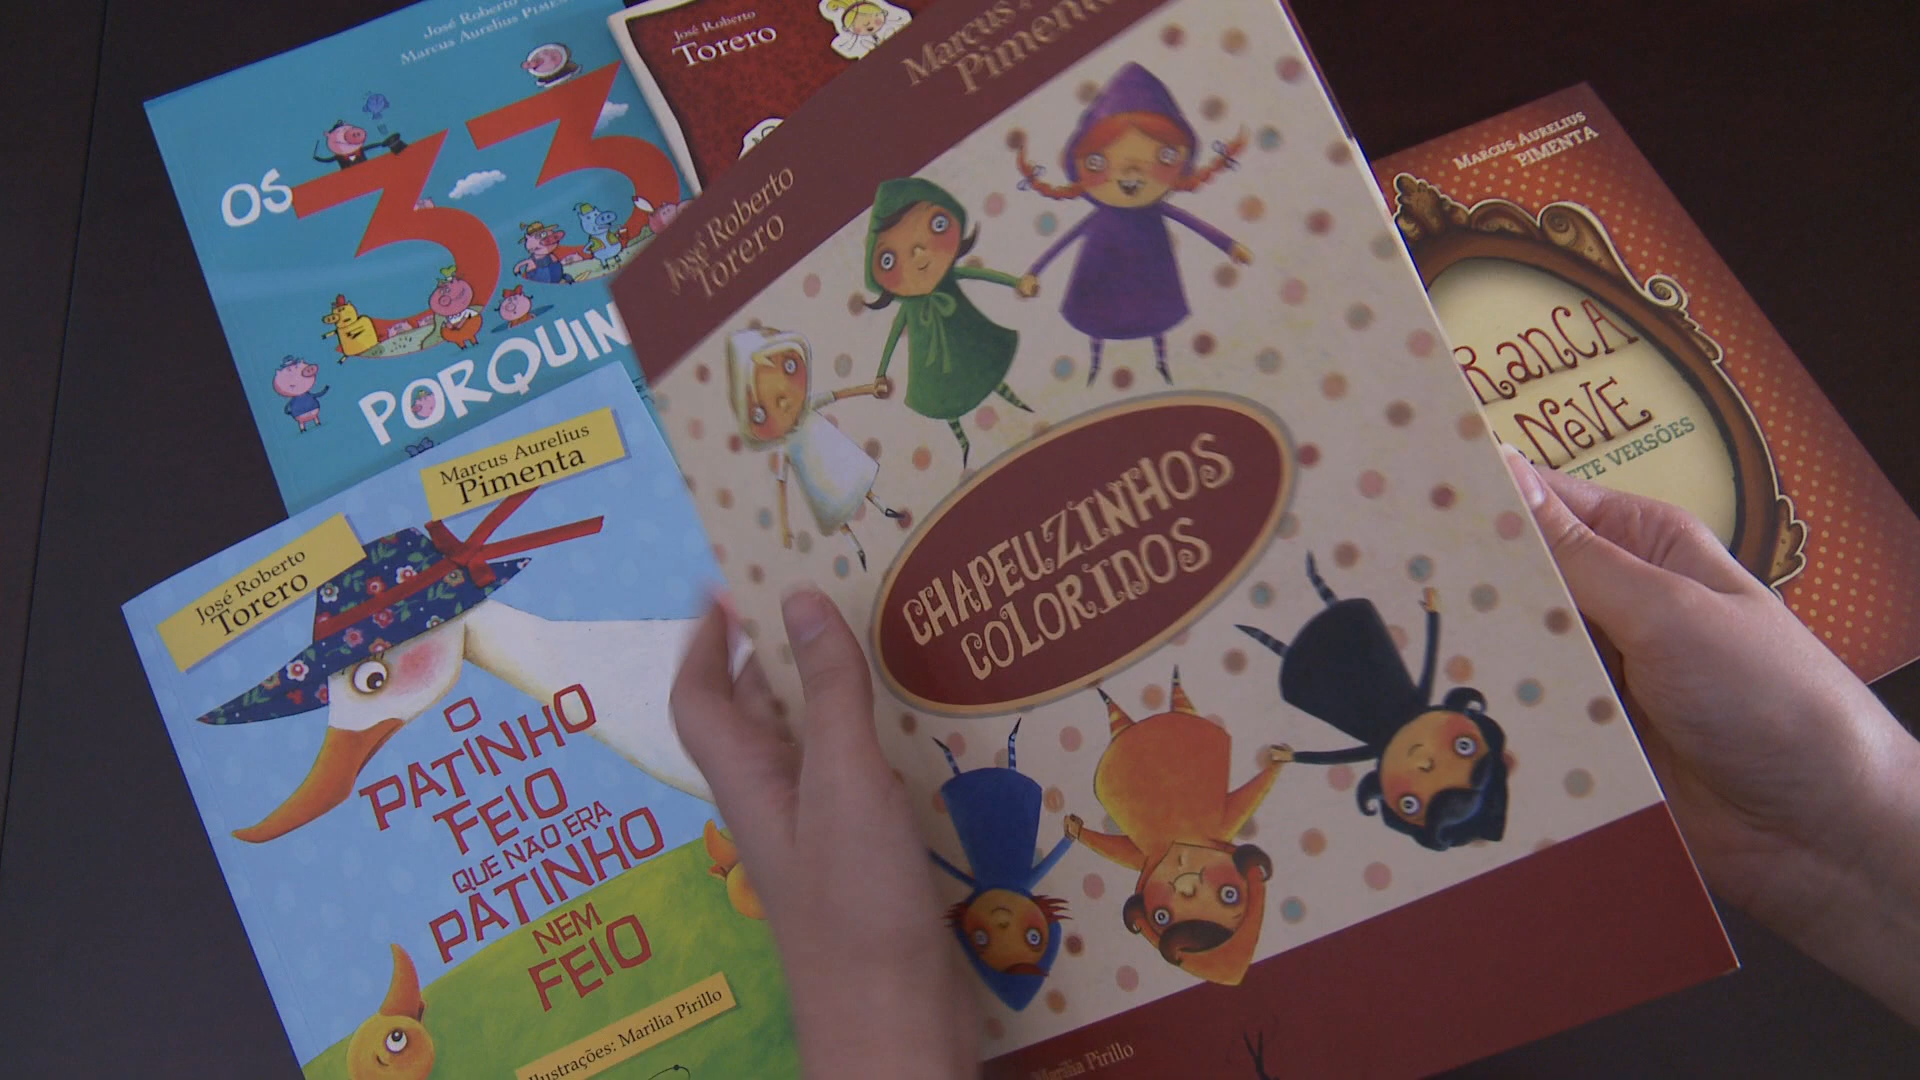 José Roberto
Marcus Aurelius
OS
33
PORQUIN
José Roberto
Torero
Marcus
Pimenta
José Roberto
Torero
CHAPEUZINHOS
COLORIDOS
Marilia Pirillo
MARCUS AURELIUS
PIMENTA
RANCA
NEVE
VERSÕES
Marcus Aurelius
Pimenta
José Roberto
Torero
O
PATINHO
FEIO
QUE NÃO ERA
PATINHO
NEM
FEIO
Ilustrações: Marilia Pirillo